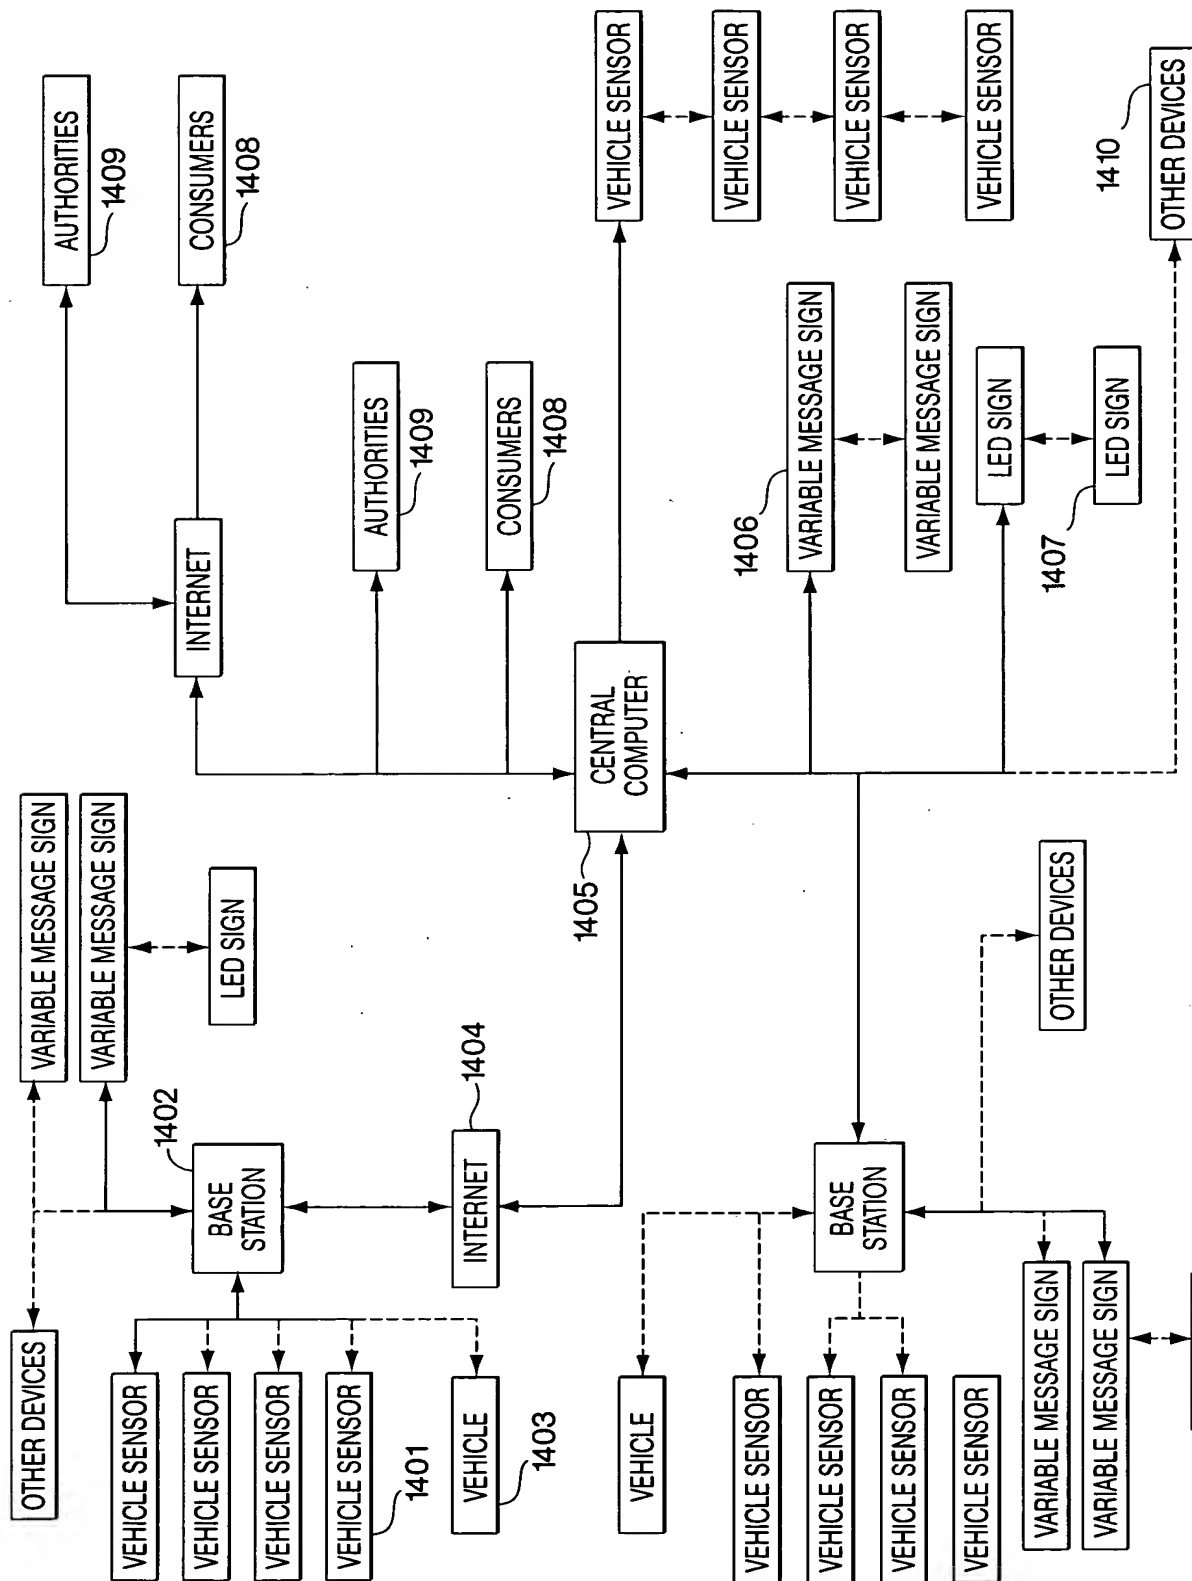 OTHER DEVICES
VEHICLE SENSOR
VEHICLE SENSOR
VEHICLE SENSOR
VEHICLE SENSOR
1401
VEHICLE
1403
BASE
STATION
1402
VARIABLE MESSAGE SIGN
VARIABLE MESSAGE SIGN
LED SIGN
INTERNET
1404
AUTHORITIES
1409
CONSUMERS
1408
INTERNET
AUTHORITIES
1409
CONSUMERS
1408
CENTRAL
COMPUTER
1405
VEHICLE SENSOR
VEHICLE SENSOR
VEHICLE SENSOR
VEHICLE SENSOR
VEHICLE
VEHICLE SENSOR
VEHICLE SENSOR
VEHICLE SENSOR
VEHICLE SENSOR
BASE
STATION
VARIABLE MESSAGE SIGN
VARIABLE MESSAGE SIGN
OTHER DEVICES
1406
VARIABLE MESSAGE SIGN
VARIABLE MESSAGE SIGN
LED SIGN
LED SIGN
1407
OTHER DEVICES
1410